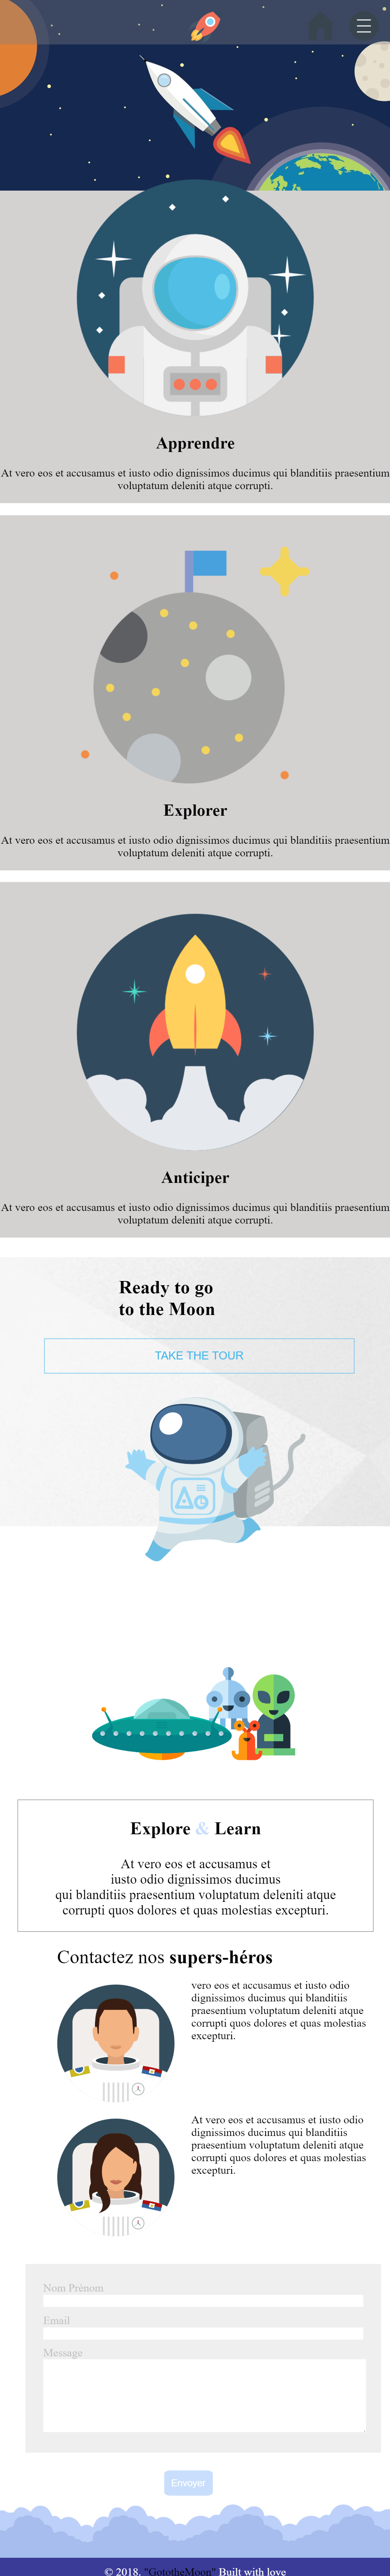 Apprendre
At vero eos et accusamus et iusto odio dignissimos ducimus qui blanditiis praesentium
voluptatum deleniti atque corrupti.
Explorer
At vero eos et accusamus et iusto odio dignissimos ducimus qui blanditiis praesentium
voluptatum deleniti atque corrupti.
Anticiper
At vero eos et accusamus et iusto odio dignissimos ducimus qui blanditiis praesentium
voluptatum deleniti atque corrupti.
Ready to go
to the Moon
TAKE THE TOUR
Explore & Learn
At vero eos et accusamus et
iusto odio dignissimos ducimus
qui blanditiis praesentium voluptatum deleniti atque
corrupti quos dolores et quas molestias excepturi.
Contactez nos supers-héros
vero eos et accusamus et iusto odio
dignissimos ducimus qui blanditiis
praesentium voluptatum deleniti atque
corrupti quos dolores et quas molestias
excepturi.
At vero eos et accusamus et iusto odio
dignissimos ducimus qui blanditiis
praesentium voluptatum deleniti atque
corrupti quos dolores et quas molestias
excepturi.
Nom Prénom
Email
Message
Envoyer
© 2018. "GototheMoon" Built with love